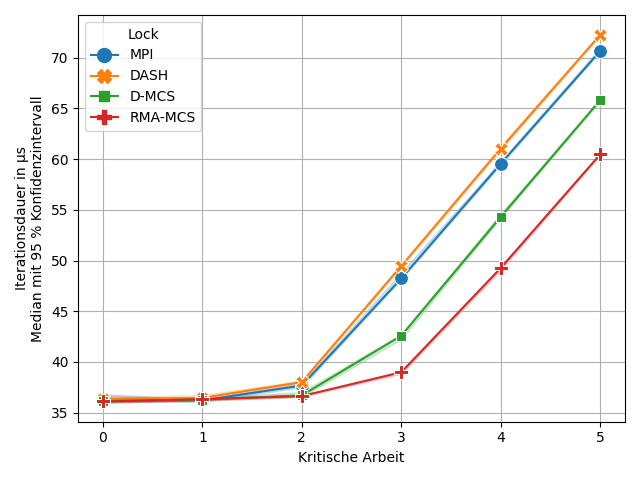 Lock
MPI
DASH
D-MCS
RMA-MCS
Iterationsdauer in µs
Median mit 95 % Konfidenzintervall
70
65
60
55
50
45
40
35
0 1 2 3 4 5
Kritische Arbeit